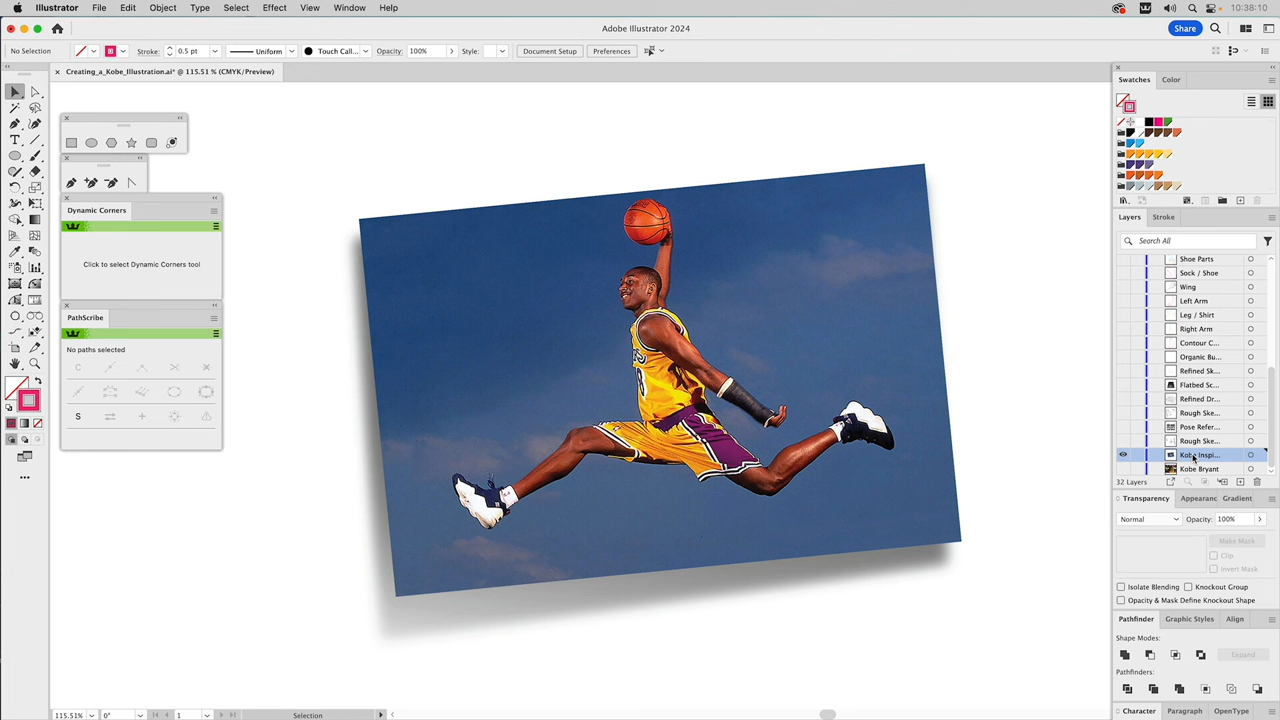 Illustrator File Edit Object Type Select Effect View Window Help 10:38:10
Adobe Illustrator 2024
Share
No Selection Stroke: 0.5 pt Uniform Touch Call... Opacity: 100% Style: Document Setup Preferences
Creating_a_Kobe_Illustration.ai* @ 115.51 % (CMYK/Preview)
Dynamic Corners
Click to select Dynamic Corners tool
PathScribe
No paths selected
Swatches Color
Layers Stroke
Search All
Shoe Parts
Sock / Shoe
Wing
Left Arm
Leg / Shirt
Right Arm
Contour C...
Organic Bu...
Refined Sk...
Flatbed Sc...
Refined Dr...
Rough Ske...
Pose Refer...
Rough Ske...
Kobe Inspi...
Kobe Bryant
32 Layers
Transparency Appearanc Gradient
Normal Opacity: 100%
Make Mask
Clip
Invert Mask
Isolate Blending Knockout Group
Opacity & Mask Define Knockout Shape
Pathfinder Graphic Styles Align
Shape Modes:
Expand
Pathfinders:
Character Paragraph OpenType
115.51% 0° 1 Selection